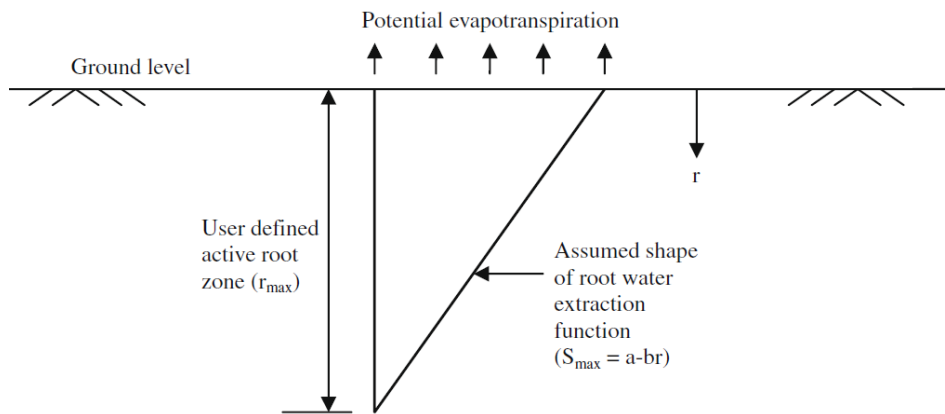 Potential evapotranspiration
Ground level
r
User defined
active root
zone (rmax)
Assumed shape
of root water
extraction
function
(Smax = a-br)